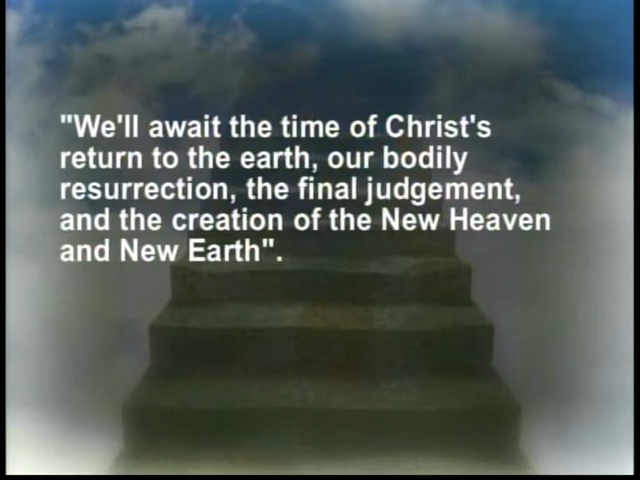 "We'll await the time of Christ's
return to the earth, our bodily
resurrection, the final judgement,
and the creation of the New Heaven
and New Earth".